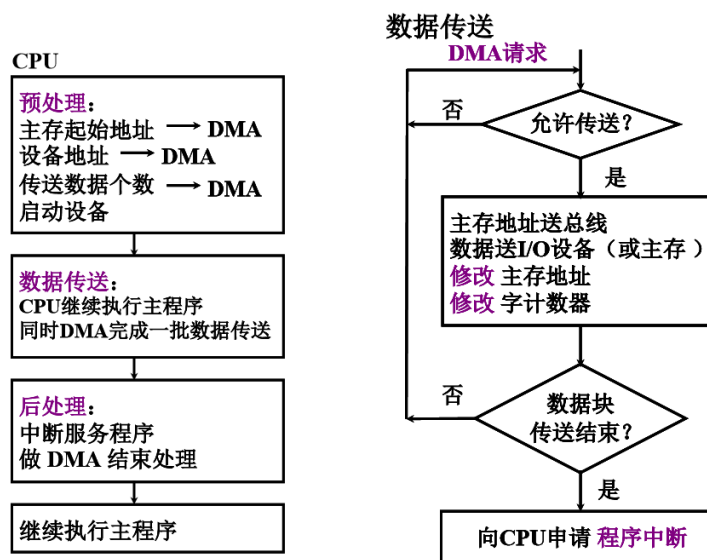 CPU
预处理：
主存起始地址 → DMA
设备地址 → DMA
传送数据个数 → DMA
启动设备
数据传送：
CPU继续执行主程序
同时DMA完成一批数据传送
后处理：
中断服务程序
做 DMA 结束处理
继续执行主程序
数据传送
DMA请求
允许传送？
否
是
主存地址送总线
数据送I/O设备（或主存 ）
修改 主存地址
修改 字计数器
否
数据块
传送结束？
是
向CPU申请 程序中断